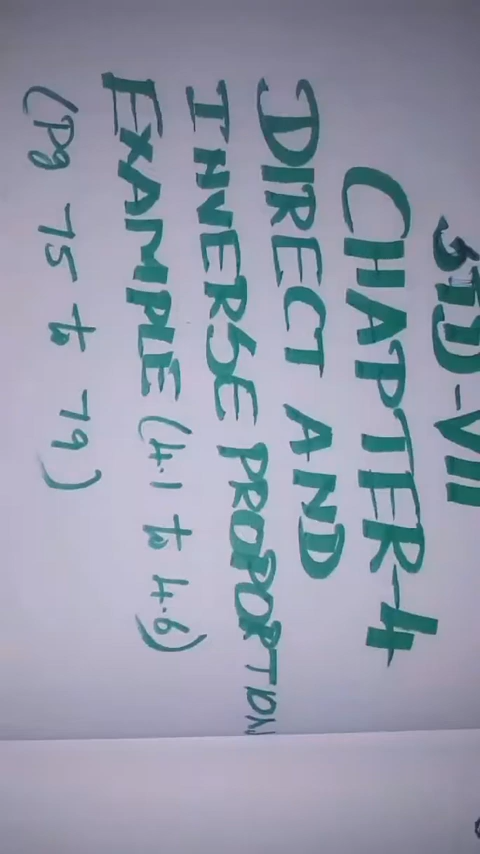 STD-VII
CHAPTER-4
DIRECT AND
INVERSE PROPORTION
EXAMPLE (4.1 to 4.6)
(pg 75 to 79)